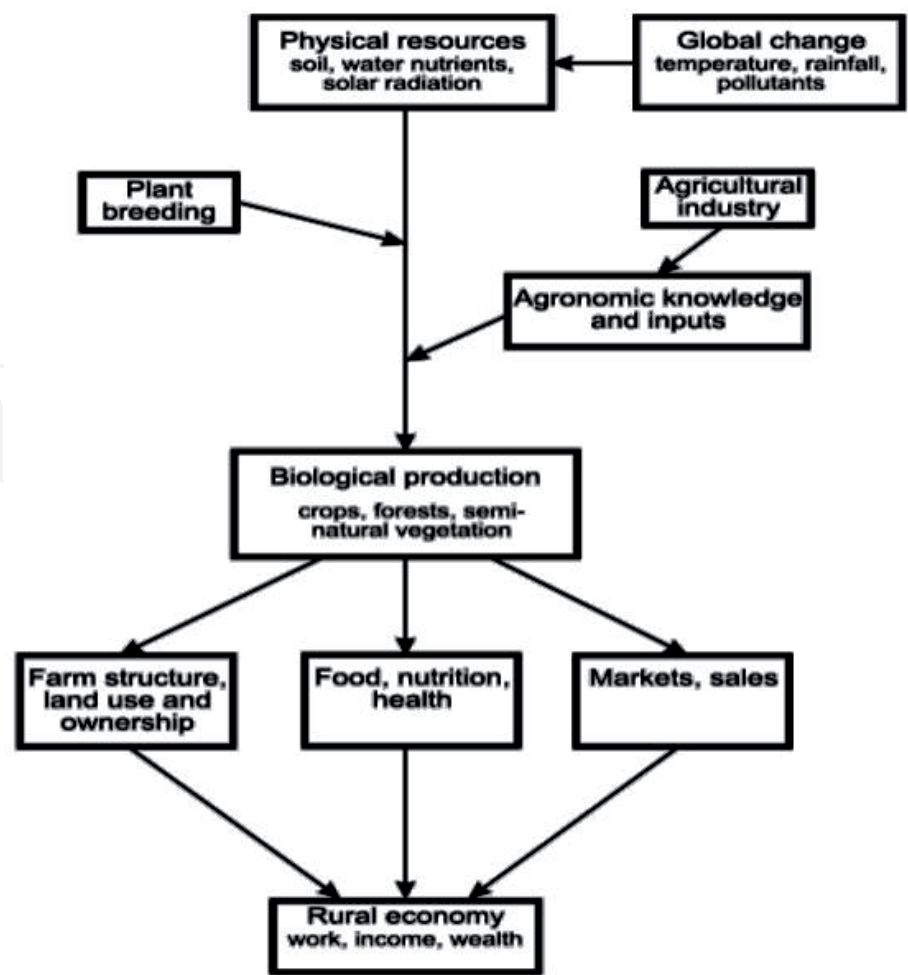 Physical resources
soil, water nutrients,
solar radiation
Global change
temperature, rainfall,
pollutants
Plant
breeding
Agricultural
industry
Agronomic knowledge
and inputs
Biological production
crops, forests, semi-
natural vegetation
Farm structure,
land use and
ownership
Food, nutrition,
health
Markets, sales
Rural economy
work, income, wealth